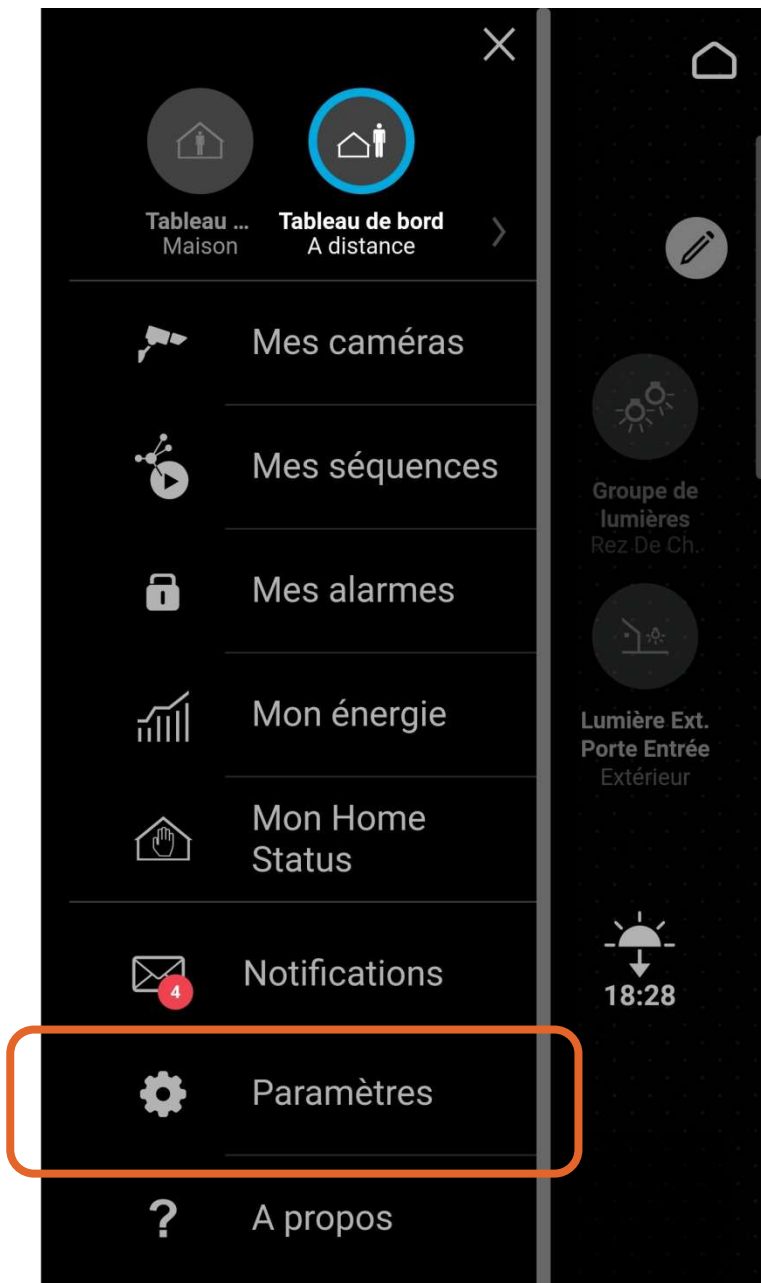 Tableau ...
Maison
Tableau de bord
A distance
Mes caméras
Mes séquences
Mes alarmes
Mon énergie
Mon Home
Status
Notifications
4
Paramètres
?
A propos
Groupe de
lumières
Rez De Ch.
Lumière Ext.
Porte Entrée
Extérieur
18:28